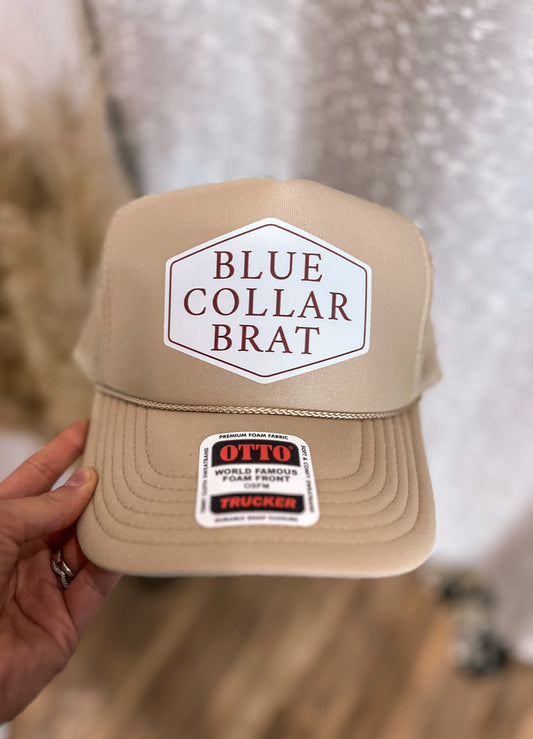 BLUE
COLLAR
BRAT
PREMIUM FOAM FABRIC
OTTO
WORLD FAMOUS
FOAM FRONT
OSFM
TRUCKER